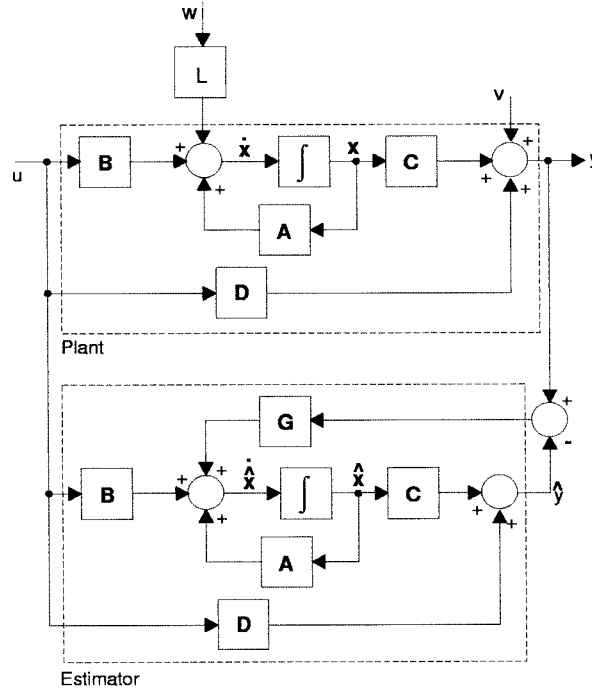 w
L
v
+
B
+
ẋ
∫
x
C
+
+
y
u
+
+
A
D
Plant
G
+
-
+
B
+
x̂̇
∫
x̂
C
+
+
ŷ
+
A
D
Estimator